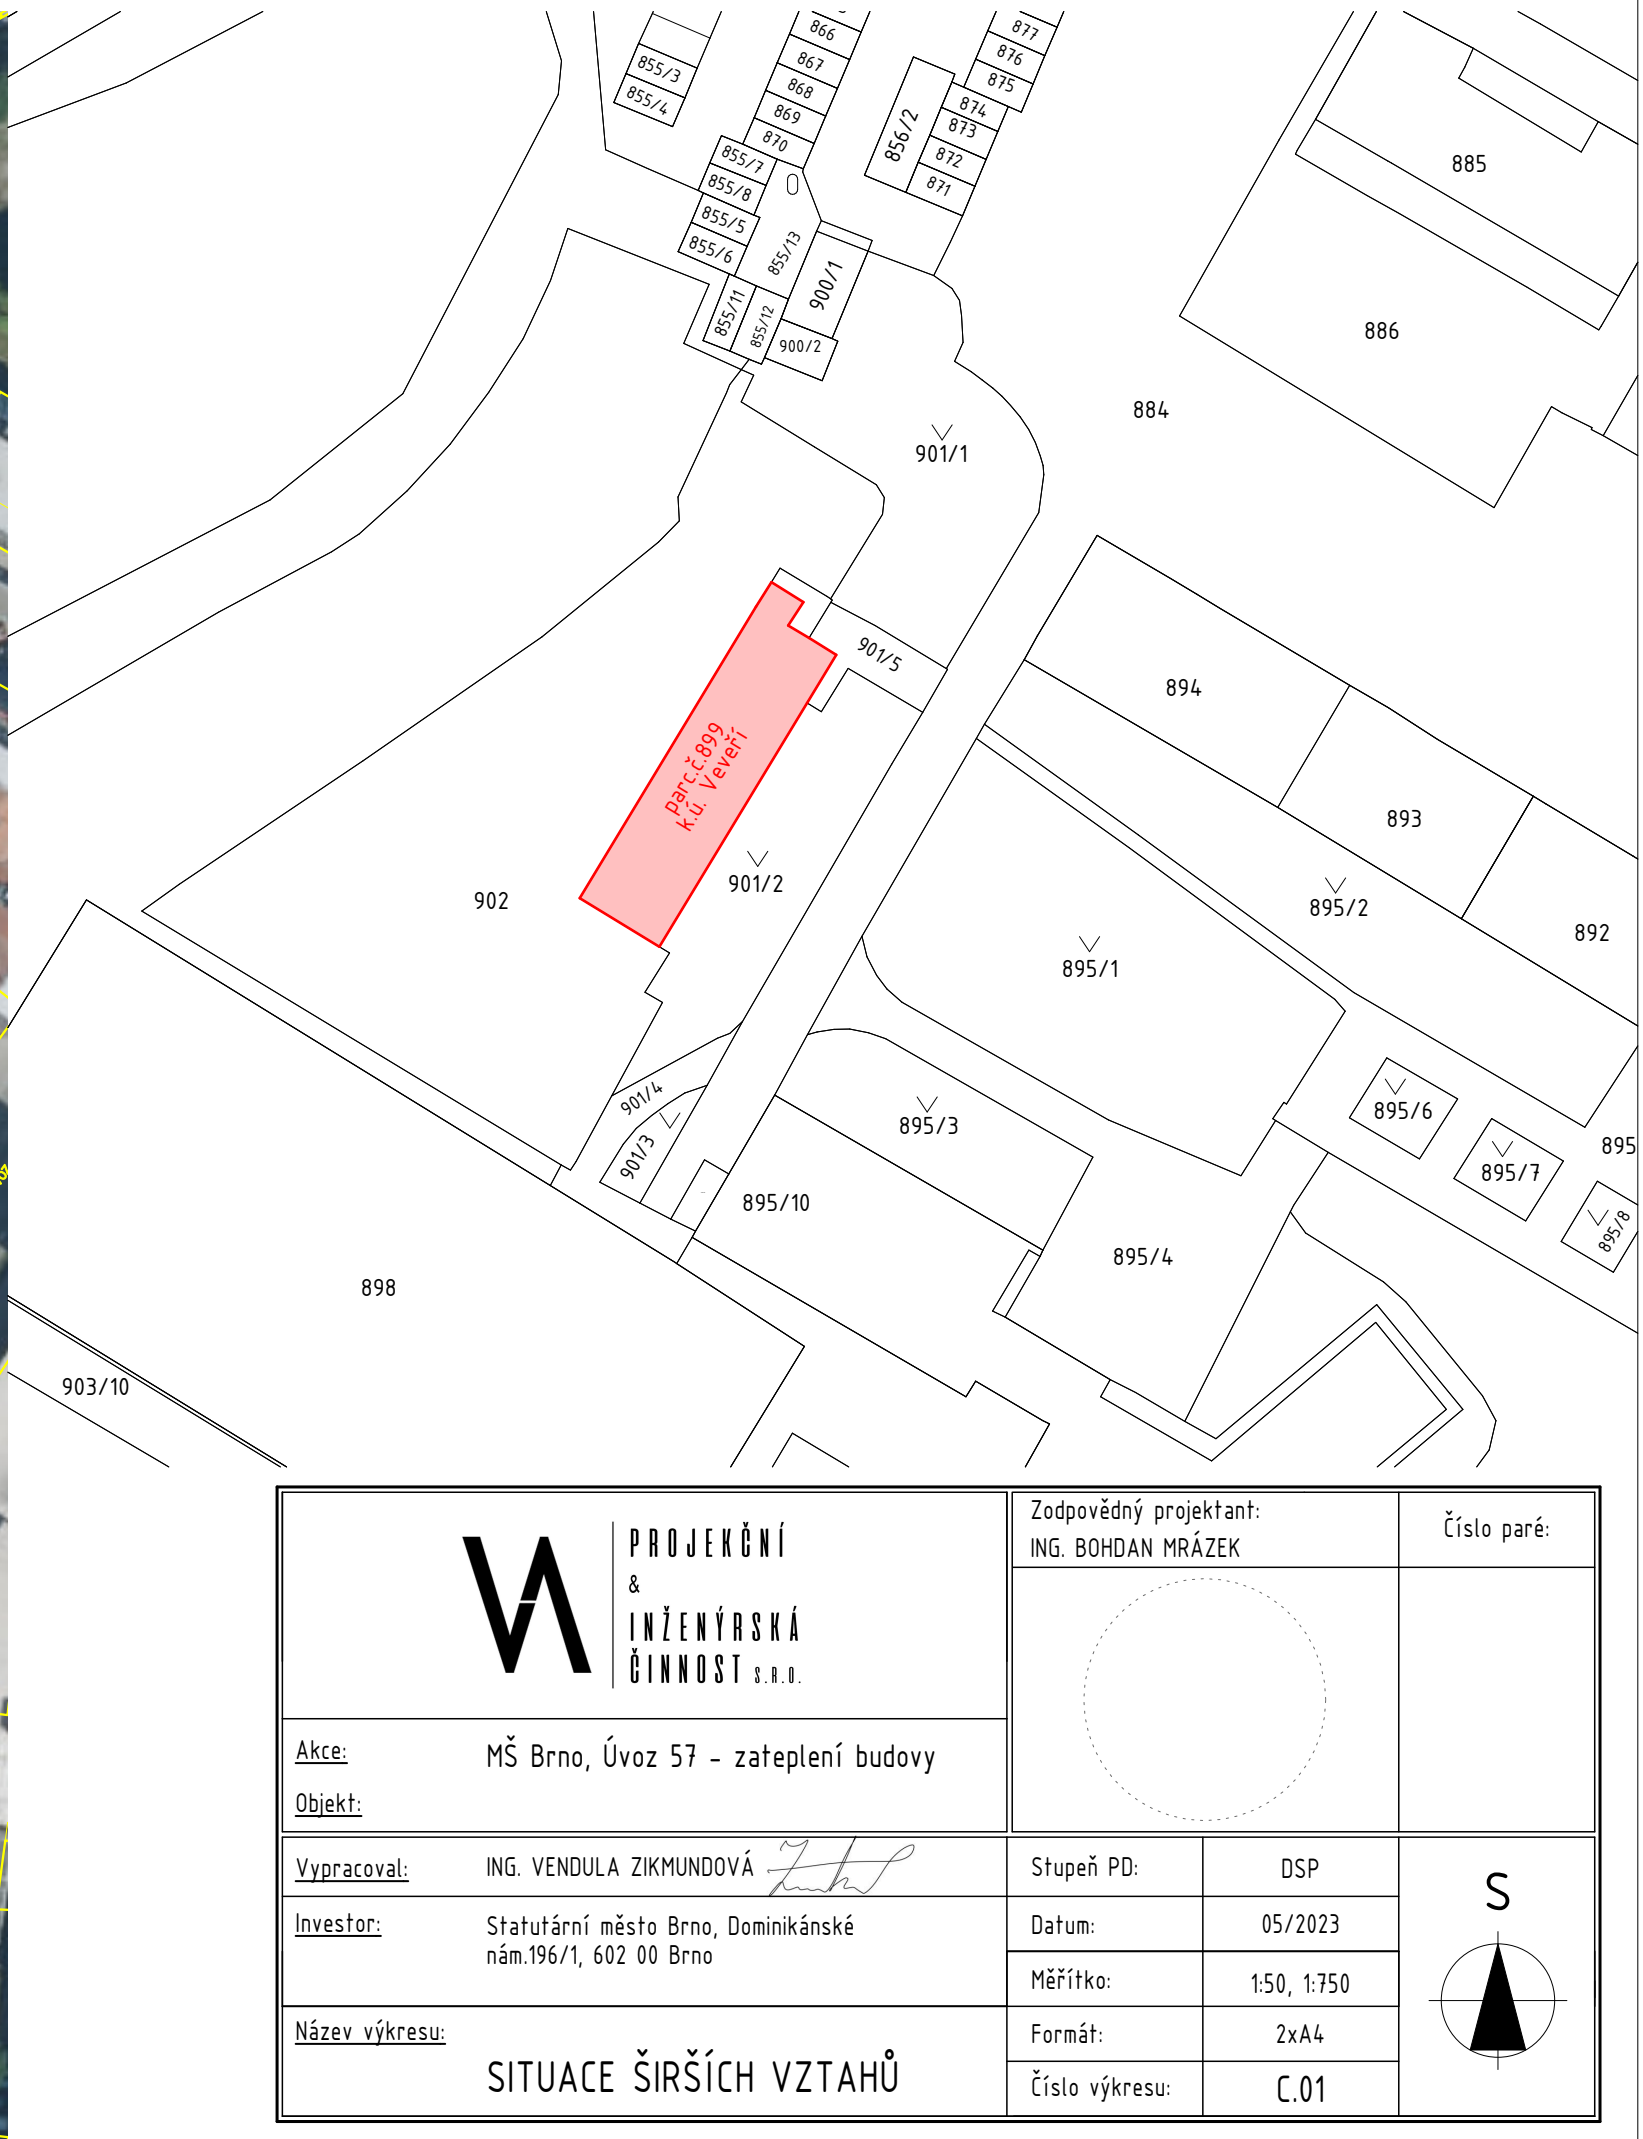 866
877
867
876
855/3
868
875
855/4
869
874
856/2
870
873
855/7
872
855/8
871
885
855/5
855/6
855/13
900/1
855/11
855/12
900/2
886
884
901/1
901/5
894
parc.č.899
k.ú. Veveří
893
901/2
902
895/2
892
895/1
901/4
895/6
895/3
895
901/3
895/7
895/10
895/8
895/4
898
903/10
PROJEKČNÍ
&
INŽENÝRSKÁ
ČINNOST S.R.O.
Zodpovědný projektant:
ING. BOHDAN MRÁZEK
Číslo paré:
Akce: MŠ Brno, Úvoz 57 - zateplení budovy
Objekt:
Vypracoval: ING. VENDULA ZIKMUNDOVÁ
Stupeň PD: DSP
Investor: Statutární město Brno, Dominikánské
nám.196/1, 602 00 Brno
Datum: 05/2023
Měřítko: 1:50, 1:750
Název výkresu:
SITUACE ŠIRŠÍCH VZTAHŮ
Formát: 2xA4
Číslo výkresu: C.01
S